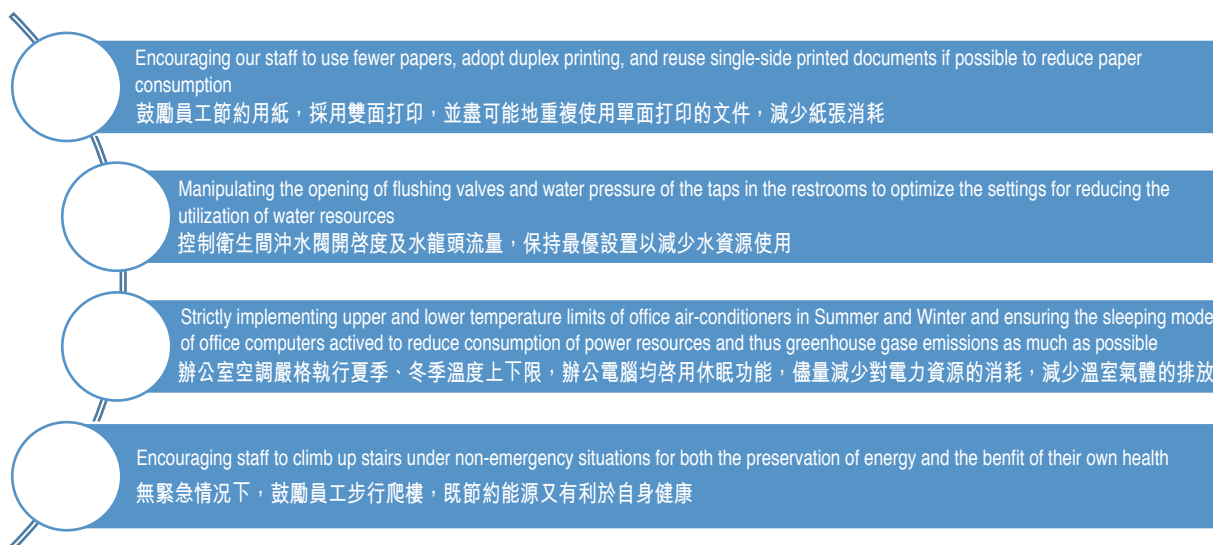 Encouraging our staff to use fewer papers, adopt duplex printing, and reuse single-side printed documents if possible to reduce paper
consumption
鼓勵員工節約用紙，採用雙面打印，並盡可能地重複使用單面打印的文件，減少紙張消耗
Manipulating the opening of flushing valves and water pressure of the taps in the restrooms to optimize the settings for reducing the
utilization of water resources
控制衛生間沖水閥開啓度及水龍頭流量，保持最優設置以減少水資源使用
Strictly implementing upper and lower temperature limits of office air-conditioners in Summer and Winter and ensuring the sleeping mode
of office computers actived to reduce consumption of power resources and thus greenhouse gase emissions as much as possible
辦公室空調嚴格執行夏季、冬季溫度上下限，辦公電腦均啓用休眠功能，儘量減少對電力資源的消耗，減少溫室氣體的排放
Encouraging staff to climb up stairs under non-emergency situations for both the preservation of energy and the benfit of their own health
無緊急情況下，鼓勵員工步行爬樓，既節約能源又有利於自身健康